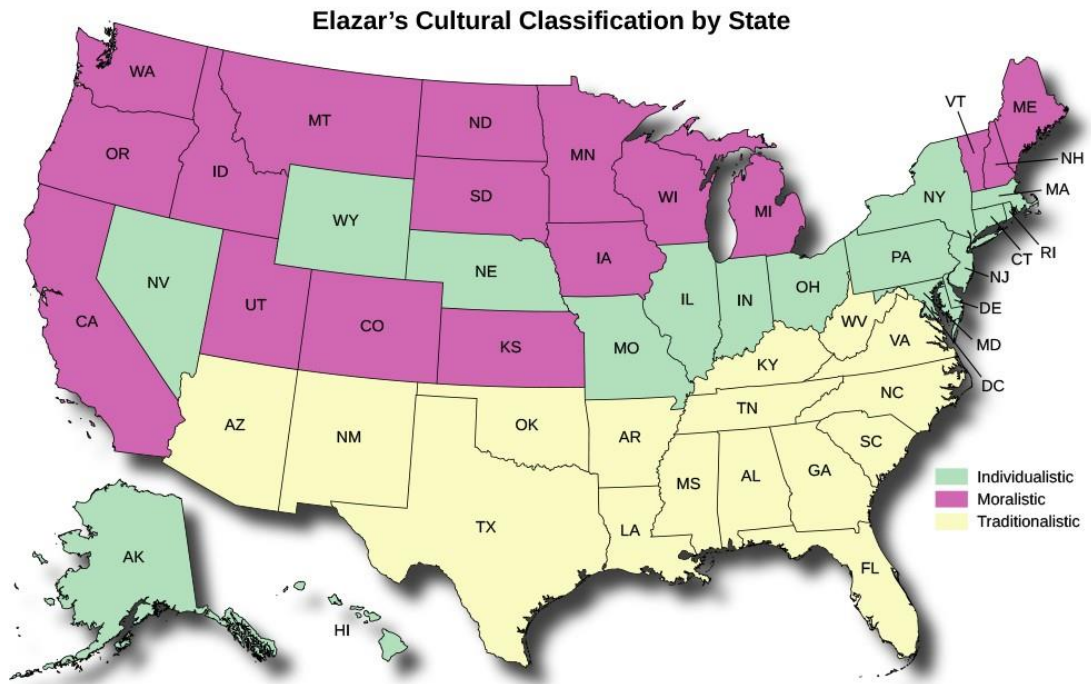 Elazar's Cultural Classification by State
WA
MT
ND
MN
VT
ME
OR
ID
NH
SD
WI
MI
NY
MA
WY
RI
CT
IA
PA
NE
NJ
NV
IL
IN
OH
DE
UT
CA
CO
WV
KS
MO
VA
MD
KY
DC
NC
TN
AZ
NM
OK
AR
SC
MS
AL
GA
Individualistic
Moralistic
Traditionalistic
TX
LA
AK
FL
HI